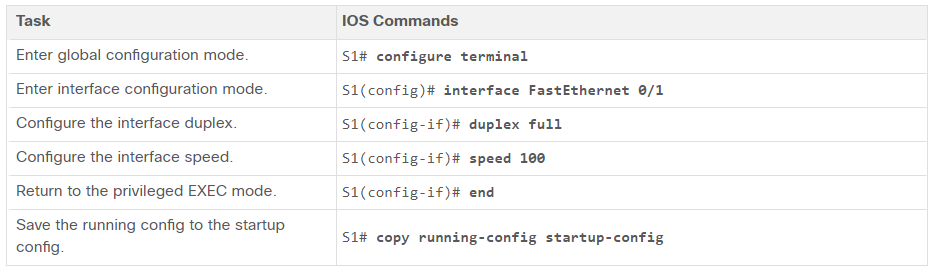 Task IOS Commands
Enter global configuration mode. S1# configure terminal
Enter interface configuration mode. S1(config)# interface FastEthernet 0/1
Configure the interface duplex. S1(config-if)# duplex full
Configure the interface speed. S1(config-if)# speed 100
Return to the privileged EXEC mode. S1(config-if)# end
Save the running config to the startup
config. S1# copy running-config startup-config